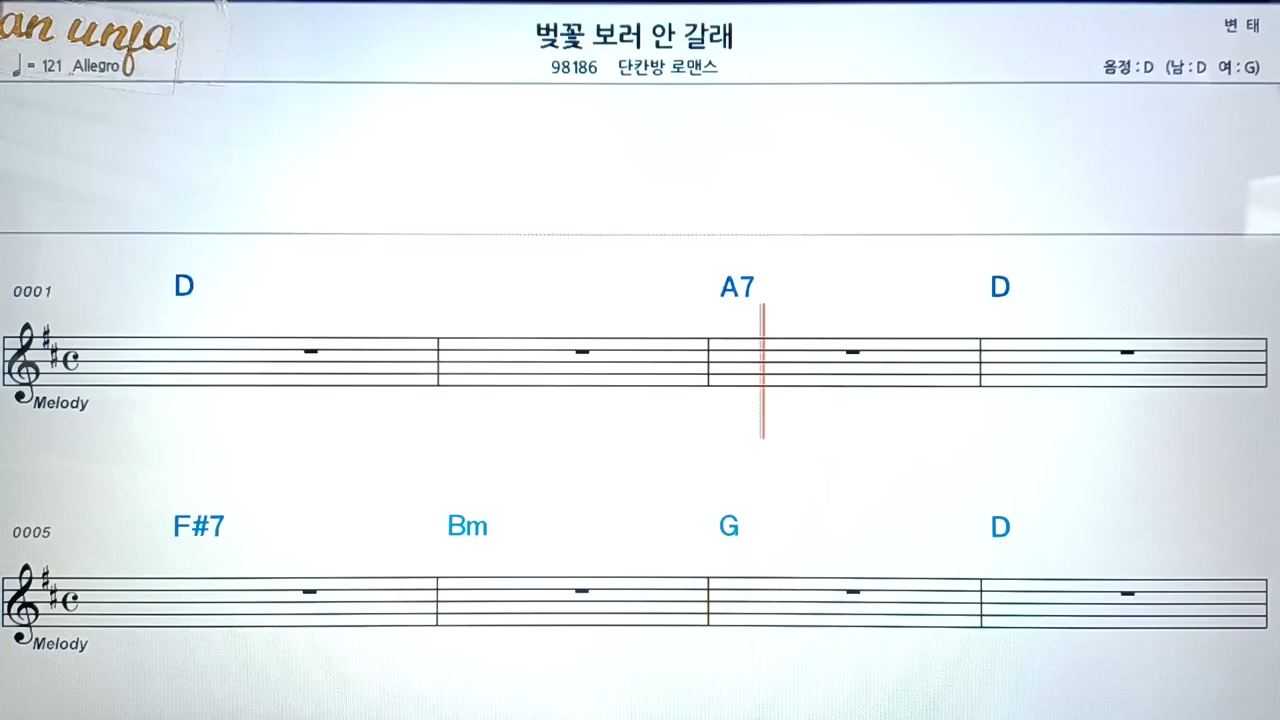 an unfa
벚꽃 보러 안 갈래
변 태
♩ = 121 Allegro
98186 단칸방 로맨스
음정 : D (남 : D 여 : G)
0001 D A7 D
Melody
0005 F#7 Bm G D
Melody